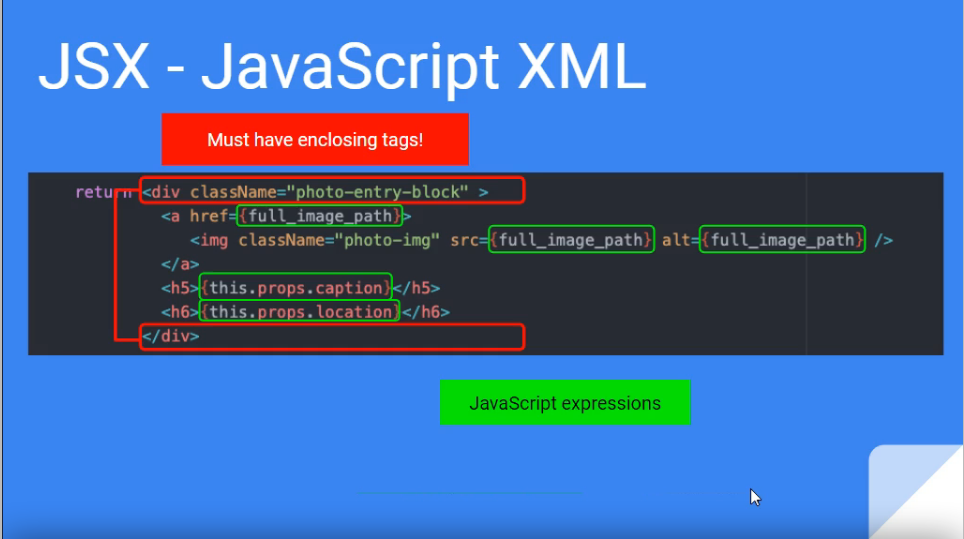 JSX - JavaScript XML
Must have enclosing tags!
return <div className="photo-entry-block" >
<a href={full_image_path}>
<img className="photo-img" src={full_image_path} alt={full_image_path} />
</a>
<h5>{this.props.caption}</h5>
<h6>{this.props.location}</h6>
</div>
JavaScript expressions